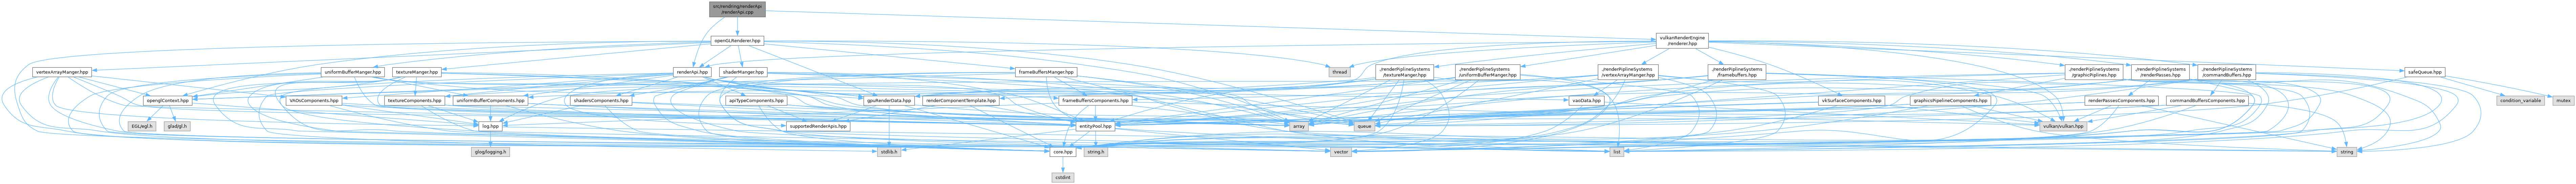 src/rendring/renderApi
/renderApi.cpp
openGLRenderer.hpp
vulkanRenderEngine
/renderer.hpp
vertexArrayManger.hpp
uniformBufferManger.hpp
textureManger.hpp
renderApi.hpp
shaderManger.hpp
frameBuffersManger.hpp
thread
./renderPiplineSystems
/textureManger.hpp
./renderPiplineSystems
/uniformBufferManger.hpp
./renderPiplineSystems
/vertexArrayManger.hpp
./renderPiplineSystems
/framebuffers.hpp
./renderPiplineSystems
/graphicPiplines.hpp
./renderPiplineSystems
/renderPasses.hpp
./renderPiplineSystems
/commandBuffers.hpp
safeQueue.hpp
openglContext.hpp
textureComponents.hpp
uniformBufferComponents.hpp
shadersComponents.hpp
apiTypeComponents.hpp
gpuRenderData.hpp
renderComponentTemplate.hpp
frameBuffersComponents.hpp
vaoData.hpp
vkSurfaceComponents.hpp
graphicsPipelineComponents.hpp
renderPassesComponents.hpp
commandBuffersComponents.hpp
condition_variable
mutex
EGL/egl.h
glad/gl.h
log.hpp
supportedRenderApis.hpp
entityPool.hpp
array
queue
vulkan/vulkan.hpp
glog/logging.h
stdlib.h
core.hpp
string.h
vector
list
string
cstdint